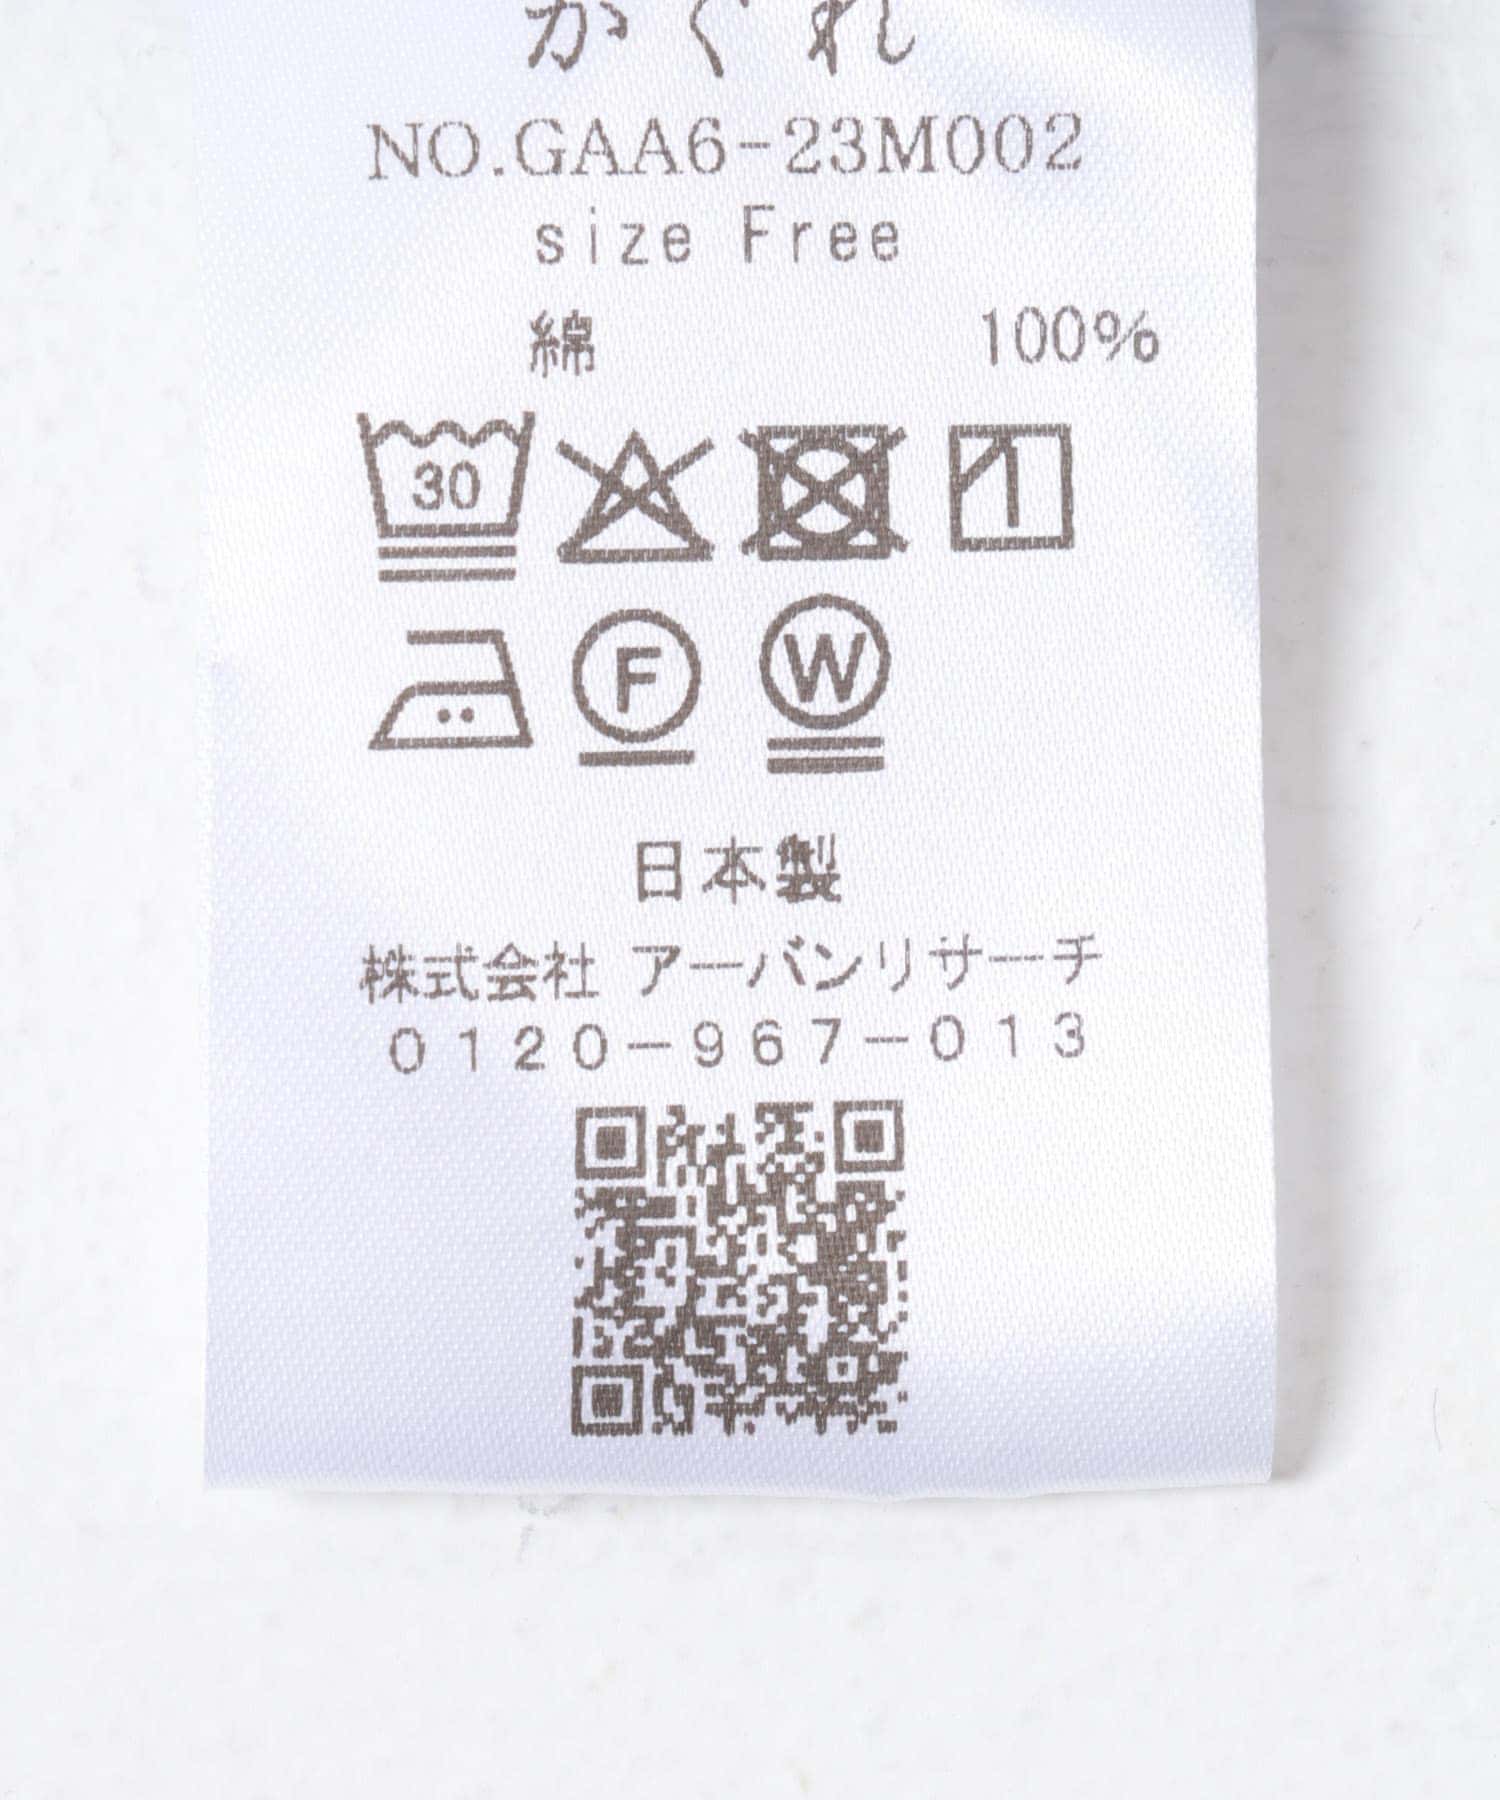 かぐれ
NO.GAA6-23M002
size Free
綿 100%
30
1
F W
日本製
株式会社 アーバンリサーチ
0120-967-013